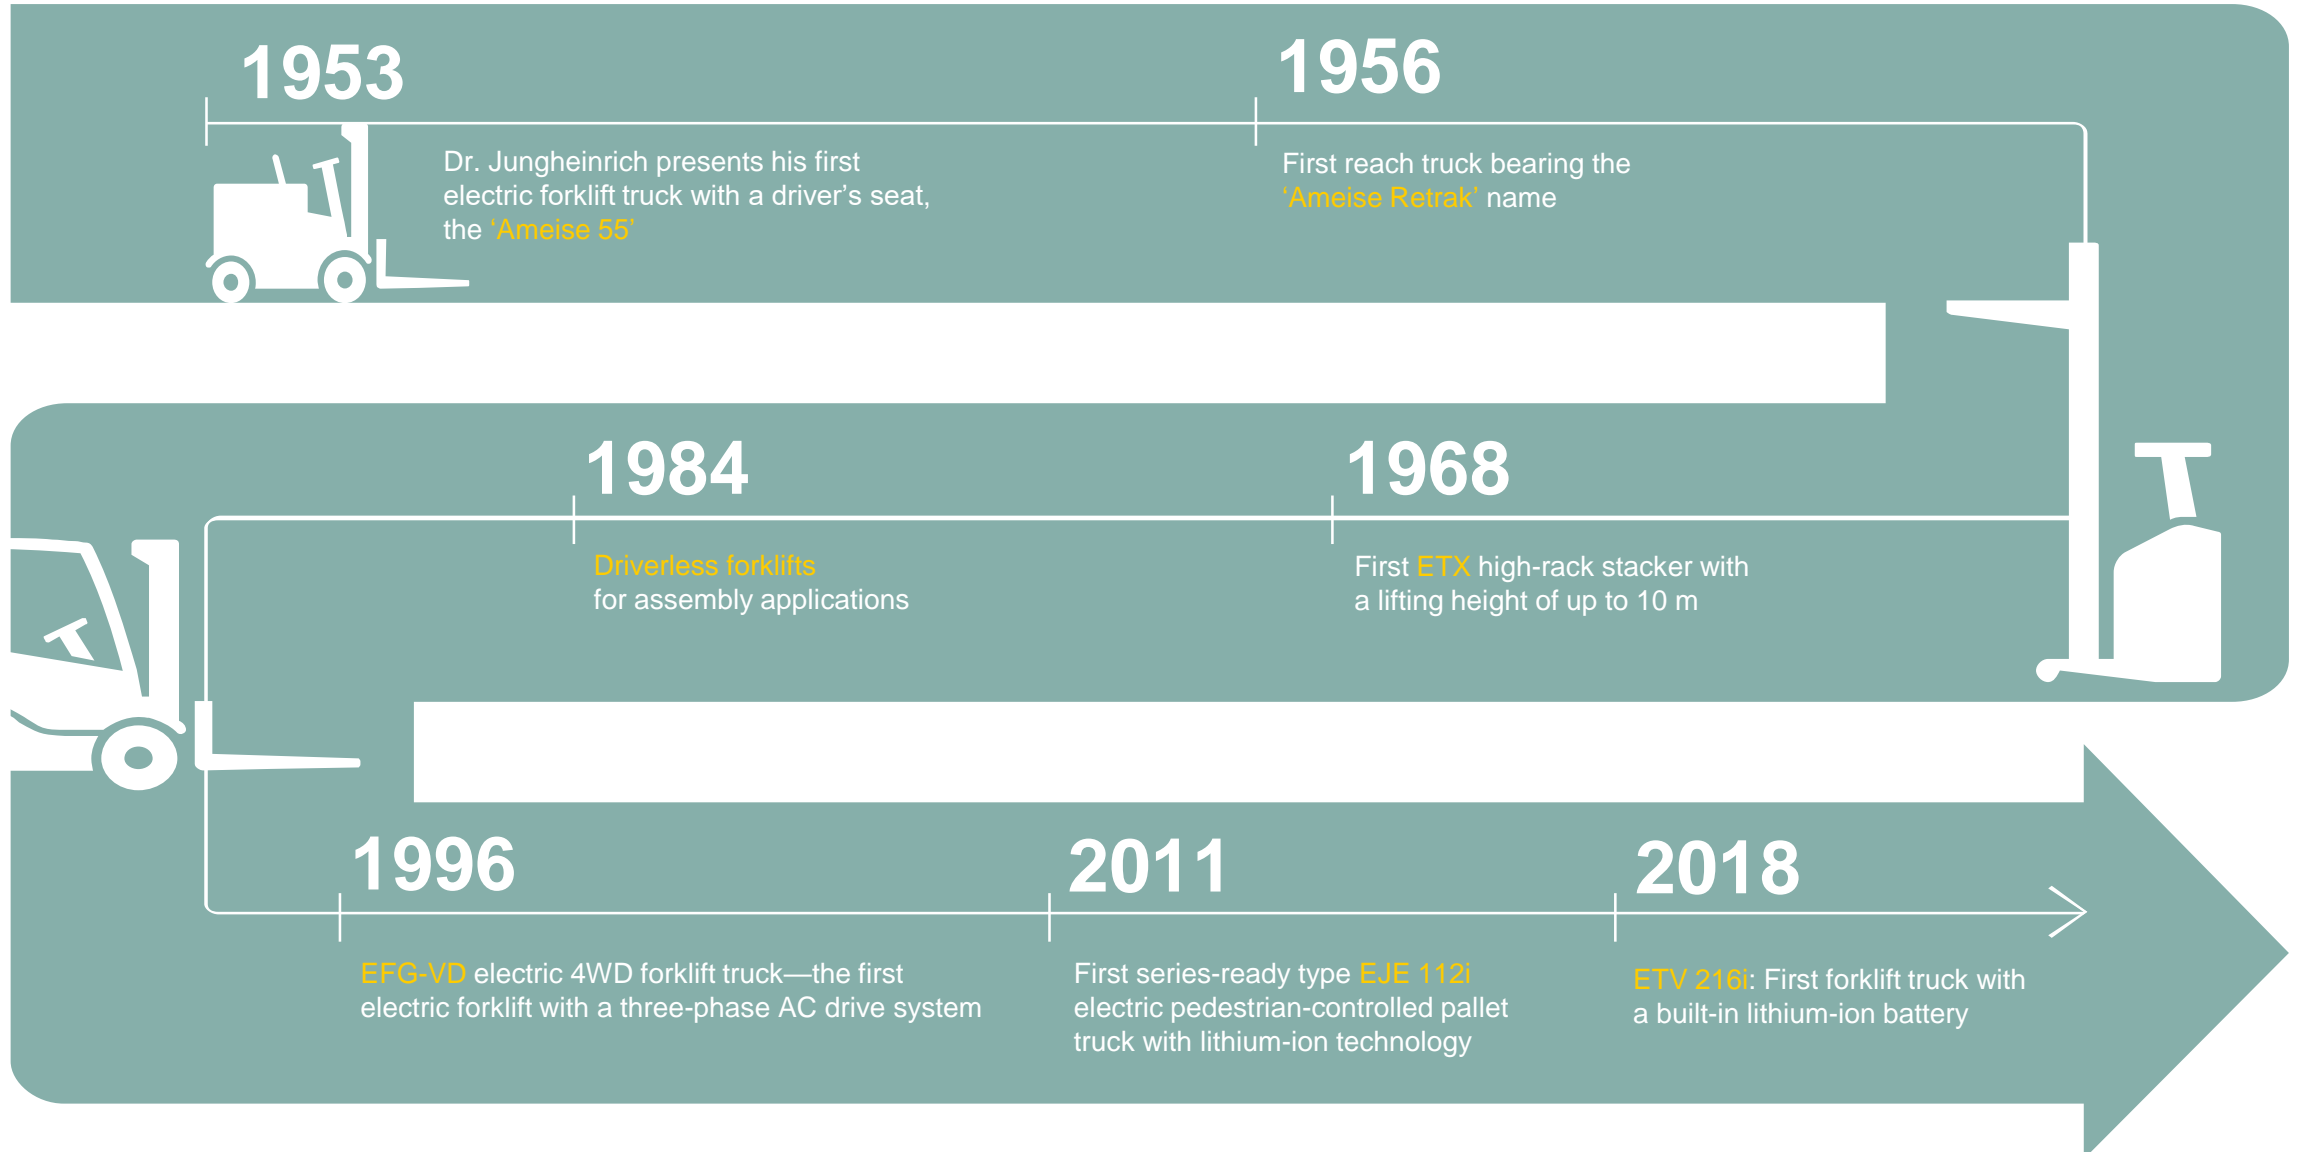 1953
Dr. Jungheinrich presents his first
electric forklift truck with a driver’s seat,
the ‘Ameise 55’
1956
First reach truck bearing the
‘Ameise Retrak’ name
1968
First ETX high-rack stacker with
a lifting height of up to 10 m
1984
Driverless forklifts
for assembly applications
1996
EFG-VD electric 4WD forklift truck—the first
electric forklift with a three-phase AC drive system
2011
First series-ready type EJE 112i
electric pedestrian-controlled pallet
truck with lithium-ion technology
2018
ETV 216i: First forklift truck with
a built-in lithium-ion battery